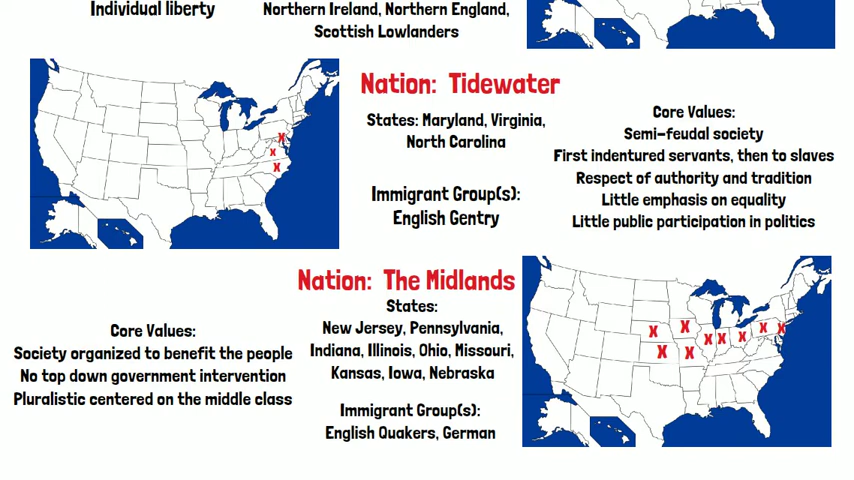 Individual liberty
Northern Ireland, Northern England,
Scottish Lowlanders
Nation: Tidewater
States: Maryland, Virginia,
North Carolina
Immigrant Group(s):
English Gentry
Core Values:
Semi-feudal society
First indentured servants, then to slaves
Respect of authority and tradition
Little emphasis on equality
Little public participation in politics
X
X
X
Nation: The Midlands
States:
New Jersey, Pennsylvania,
Indiana, Illinois, Ohio, Missouri,
Kansas, Iowa, Nebraska
Immigrant Group(s):
English Quakers, German
Core Values:
Society organized to benefit the people
No top down government intervention
Pluralistic centered on the middle class
X X X X
X X X
X X